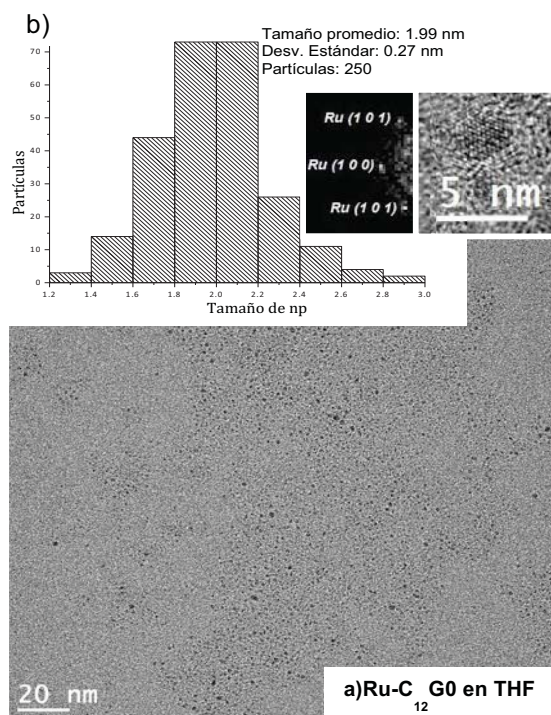 b)
Tamaño promedio: 1.99 nm
Desv. Estándar: 0.27 nm
Partículas: 250
Partículas
70
60
50
40
30
20
10
0
1.2 1.4 1.6 1.8 2.0 2.2 2.4 2.6 2.8 3.0
Tamaño de np
Ru (1 0 1)
Ru (1 0 0)
Ru (1 0 1)
5 nm
20 nm
a)Ru-C12 G0 en THF